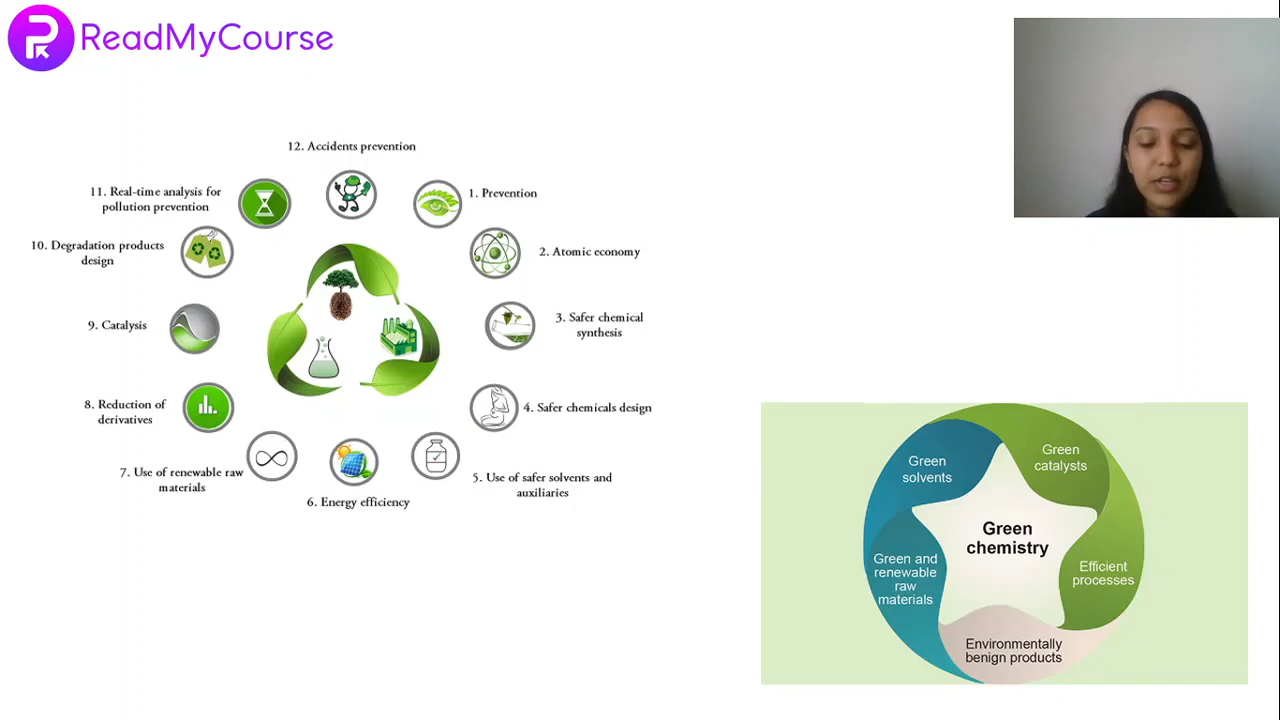 ReadMyCourse
12. Accidents prevention
1. Prevention
2. Atomic economy
3. Safer chemical
synthesis
4. Safer chemicals design
5. Use of safer solvents and
auxiliaries
6. Energy efficiency
7. Use of renewable raw
materials
8. Reduction of
derivatives
9. Catalysis
10. Degradation products
design
11. Real-time analysis for
pollution prevention
Green
solvents
Green
catalysts
Green
chemistry
Green and
renewable
raw
materials
Efficient
processes
Environmentally
benign products